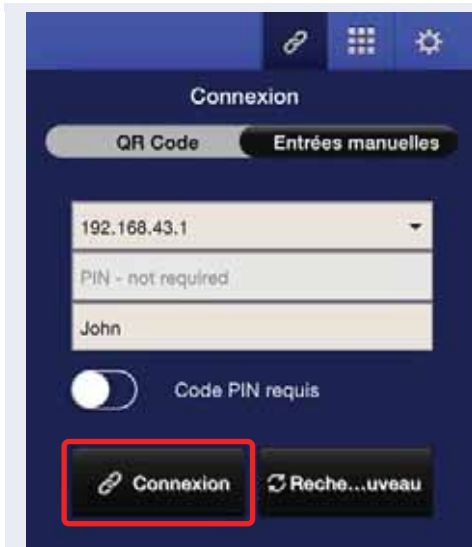 Connexion
QR Code Entrées manuelles
192.168.43.1
PIN - not required
John
Code PIN requis
Connexion Reche...uveau